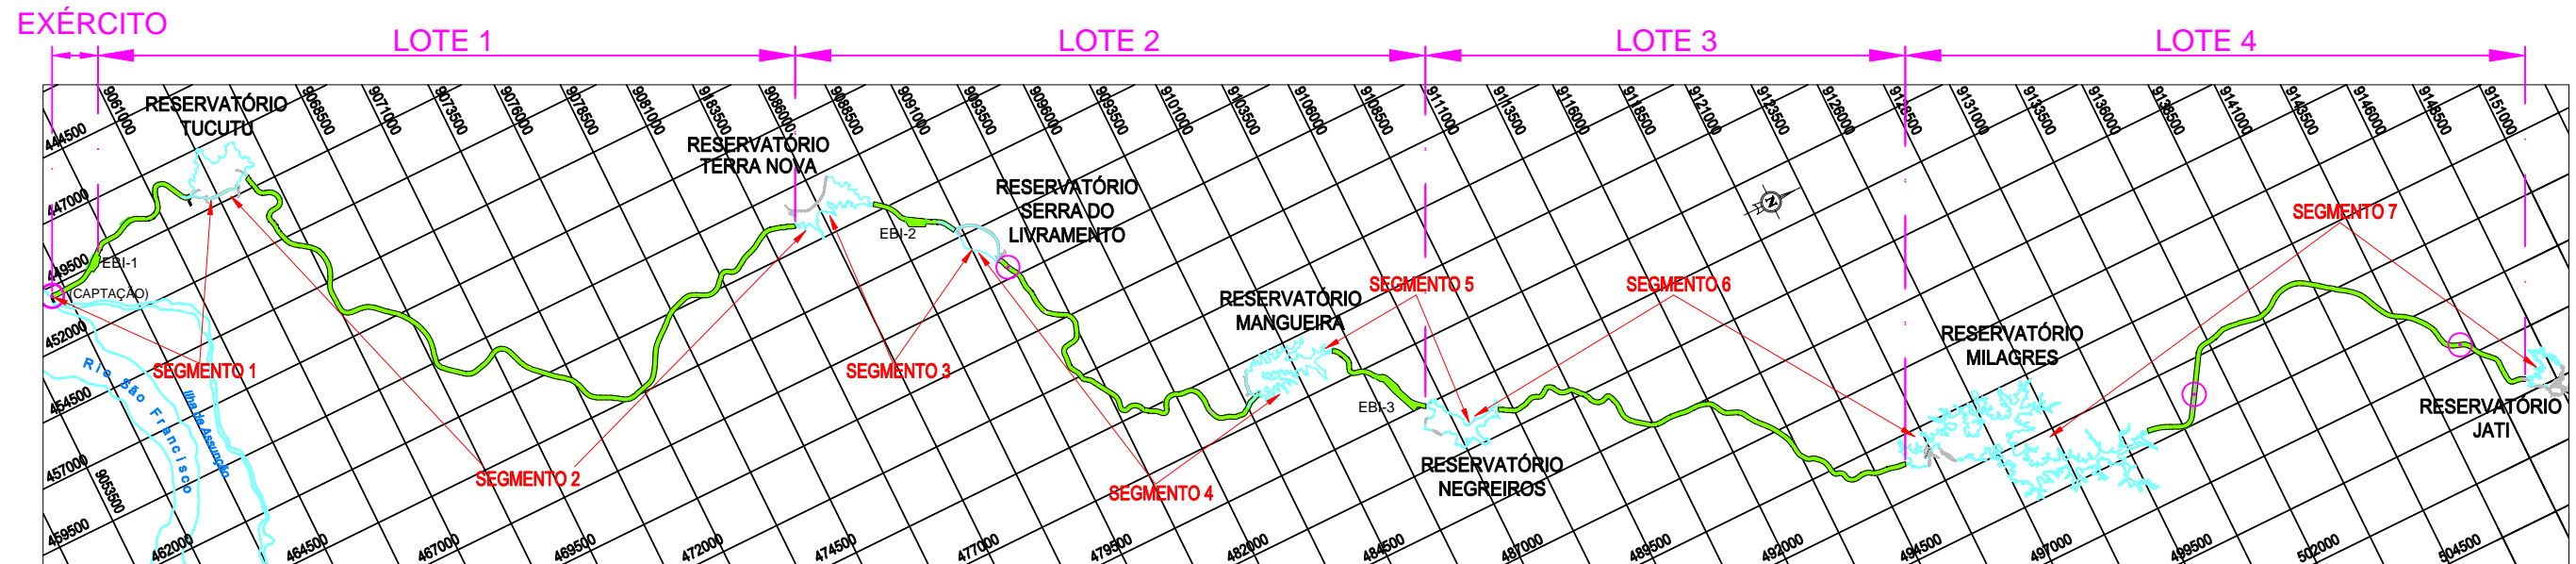 EXÉRCITO
LOTE 1
LOTE 2
LOTE 3
LOTE 4
9061000
9068500
9071000
9073500
9076000
9078500
9081000
9183500
9086000
9088500
9091000
9093500
9096000
9093500
9101000
9103500
9106000
9108500
9111000
9113500
9116000
9118500
9121000
9123500
9126000
9128500
9131000
9133500
9136000
9138500
9141000
9143500
9146000
9148500
9151000
RESERVATÓRIO
TUCUTU
RESERVATÓRIO
TERRA NOVA
RESERVATÓRIO
SERRA DO
LIVRAMENTO
RESERVATÓRIO
MANGUEIRA
RESERVATÓRIO
NEGREIROS
RESERVATÓRIO
MILAGRES
RESERVATÓRIO
JATI
EBI-1
(CAPTAÇÃO)
EBI-2
EBI-3
N
SEGMENTO 1
SEGMENTO 2
SEGMENTO 3
SEGMENTO 4
SEGMENTO 5
SEGMENTO 6
SEGMENTO 7
Rio São Francisco
Ilha da Assunção
444500
447000
449500
452000
454500
457000
459500
9053500
462000
464500
467000
469500
472000
474500
477000
479500
482000
484500
487000
489500
492000
494500
497000
499500
502000
504500